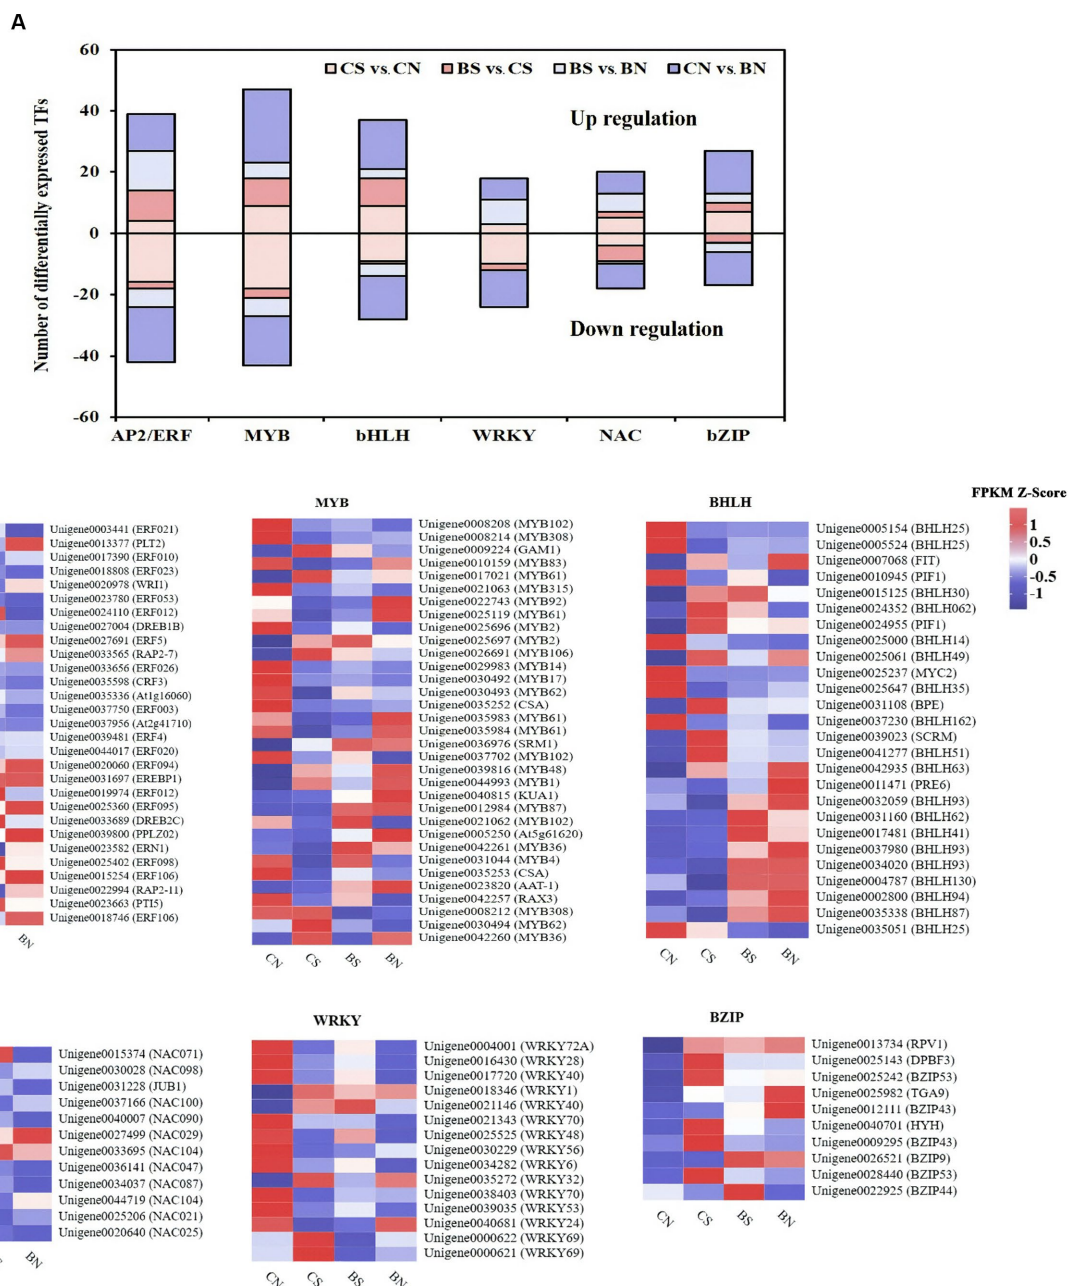 A
60
CS vs. CN BS vs. CS BS vs. BN CN vs. BN
40
Up regulation
20
0
-20
Down regulation
-40
-60
Number of differentially expressed TFs
AP2/ERF MYB bHLH WRKY NAC bZIP
Unigene0003441 (ERF021)
Unigene0013377 (PLT2)
Unigene0017390 (ERF010)
Unigene0018808 (ERF023)
Unigene0020978 (WRI1)
Unigene0023780 (ERF053)
Unigene0024110 (ERF012)
Unigene0027004 (DREB1B)
Unigene0027691 (ERF5)
Unigene0033565 (RAP2-7)
Unigene0033656 (ERF026)
Unigene0035598 (CRF3)
Unigene0035336 (At1g16060)
Unigene0037750 (ERF003)
Unigene0037956 (At2g41710)
Unigene0039481 (ERF4)
Unigene0044017 (ERF020)
Unigene0020060 (ERF094)
Unigene0031697 (EREBP1)
Unigene0019974 (ERF012)
Unigene0025360 (ERF095)
Unigene0033689 (DREB2C)
Unigene0039800 (PPLZ02)
Unigene0023582 (ERN1)
Unigene0025402 (ERF098)
Unigene0015254 (ERF106)
Unigene0022994 (RAP2-11)
Unigene0023663 (PTI5)
Unigene0018746 (ERF106)
BN
MYB
Unigene0008208 (MYB102)
Unigene0008214 (MYB308)
Unigene0009224 (GAM1)
Unigene0010159 (MYB83)
Unigene0017021 (MYB61)
Unigene0021063 (MYB315)
Unigene0022743 (MYB92)
Unigene0025119 (MYB61)
Unigene0025696 (MYB2)
Unigene0025697 (MYB2)
Unigene0026691 (MYB106)
Unigene0029983 (MYB14)
Unigene0030492 (MYB17)
Unigene0030493 (MYB62)
Unigene0035252 (CSA)
Unigene0035983 (MYB61)
Unigene0035984 (MYB61)
Unigene0036976 (SRM1)
Unigene0037702 (MYB102)
Unigene0039816 (MYB48)
Unigene0044993 (MYB1)
Unigene0040815 (KUA1)
Unigene0012984 (MYB87)
Unigene0021062 (MYB102)
Unigene0005250 (At5g61620)
Unigene0042261 (MYB36)
Unigene0031044 (MYB4)
Unigene0035253 (CSA)
Unigene0023820 (AAT-1)
Unigene0042257 (RAX3)
Unigene0008212 (MYB308)
Unigene0030494 (MYB62)
Unigene0042260 (MYB36)
CN CS BS BN
BHLH
Unigene0005154 (BHLH25)
Unigene0005524 (BHLH25)
Unigene0007068 (FIT)
Unigene0010945 (PIF1)
Unigene0015125 (BHLH30)
Unigene0024352 (BHLH062)
Unigene0024955 (PIF1)
Unigene0025000 (BHLH14)
Unigene0025061 (BHLH49)
Unigene0025237 (MYC2)
Unigene0025647 (BHLH35)
Unigene0031108 (BPE)
Unigene0037230 (BHLH162)
Unigene0039023 (SCRM)
Unigene0041277 (BHLH51)
Unigene0042935 (BHLH63)
Unigene0011471 (PRE6)
Unigene0032059 (BHLH93)
Unigene0031160 (BHLH62)
Unigene0017481 (BHLH41)
Unigene0037980 (BHLH93)
Unigene0034020 (BHLH93)
Unigene0004787 (BHLH130)
Unigene0002800 (BHLH94)
Unigene0035338 (BHLH87)
Unigene0035051 (BHLH25)
CN CS BS BN
FPKM Z-Score
1
0.5
0
-0.5
-1
Unigene0015374 (NAC071)
Unigene0030028 (NAC098)
Unigene0031228 (JUB1)
Unigene0037166 (NAC100)
Unigene0040007 (NAC090)
Unigene0027499 (NAC029)
Unigene0033695 (NAC104)
Unigene0036141 (NAC047)
Unigene0034037 (NAC087)
Unigene0044719 (NAC104)
Unigene0025206 (NAC021)
Unigene0020640 (NAC025)
BN
WRKY
Unigene0004001 (WRKY72A)
Unigene0016430 (WRKY28)
Unigene0017720 (WRKY40)
Unigene0018346 (WRKY1)
Unigene0021146 (WRKY40)
Unigene0021343 (WRKY70)
Unigene0025525 (WRKY48)
Unigene0030229 (WRKY56)
Unigene0034282 (WRKY6)
Unigene0035272 (WRKY32)
Unigene0038403 (WRKY70)
Unigene0039035 (WRKY53)
Unigene0040681 (WRKY24)
Unigene0000622 (WRKY69)
Unigene0000621 (WRKY69)
CN CS BS BN
BZIP
Unigene0013734 (RPV1)
Unigene0025143 (DPBF3)
Unigene0025242 (BZIP53)
Unigene0025982 (TGA9)
Unigene0012111 (BZIP43)
Unigene0040701 (HYH)
Unigene0009295 (BZIP43)
Unigene0026521 (BZIP9)
Unigene0028440 (BZIP53)
Unigene0022925 (BZIP44)
CN CS BS BN